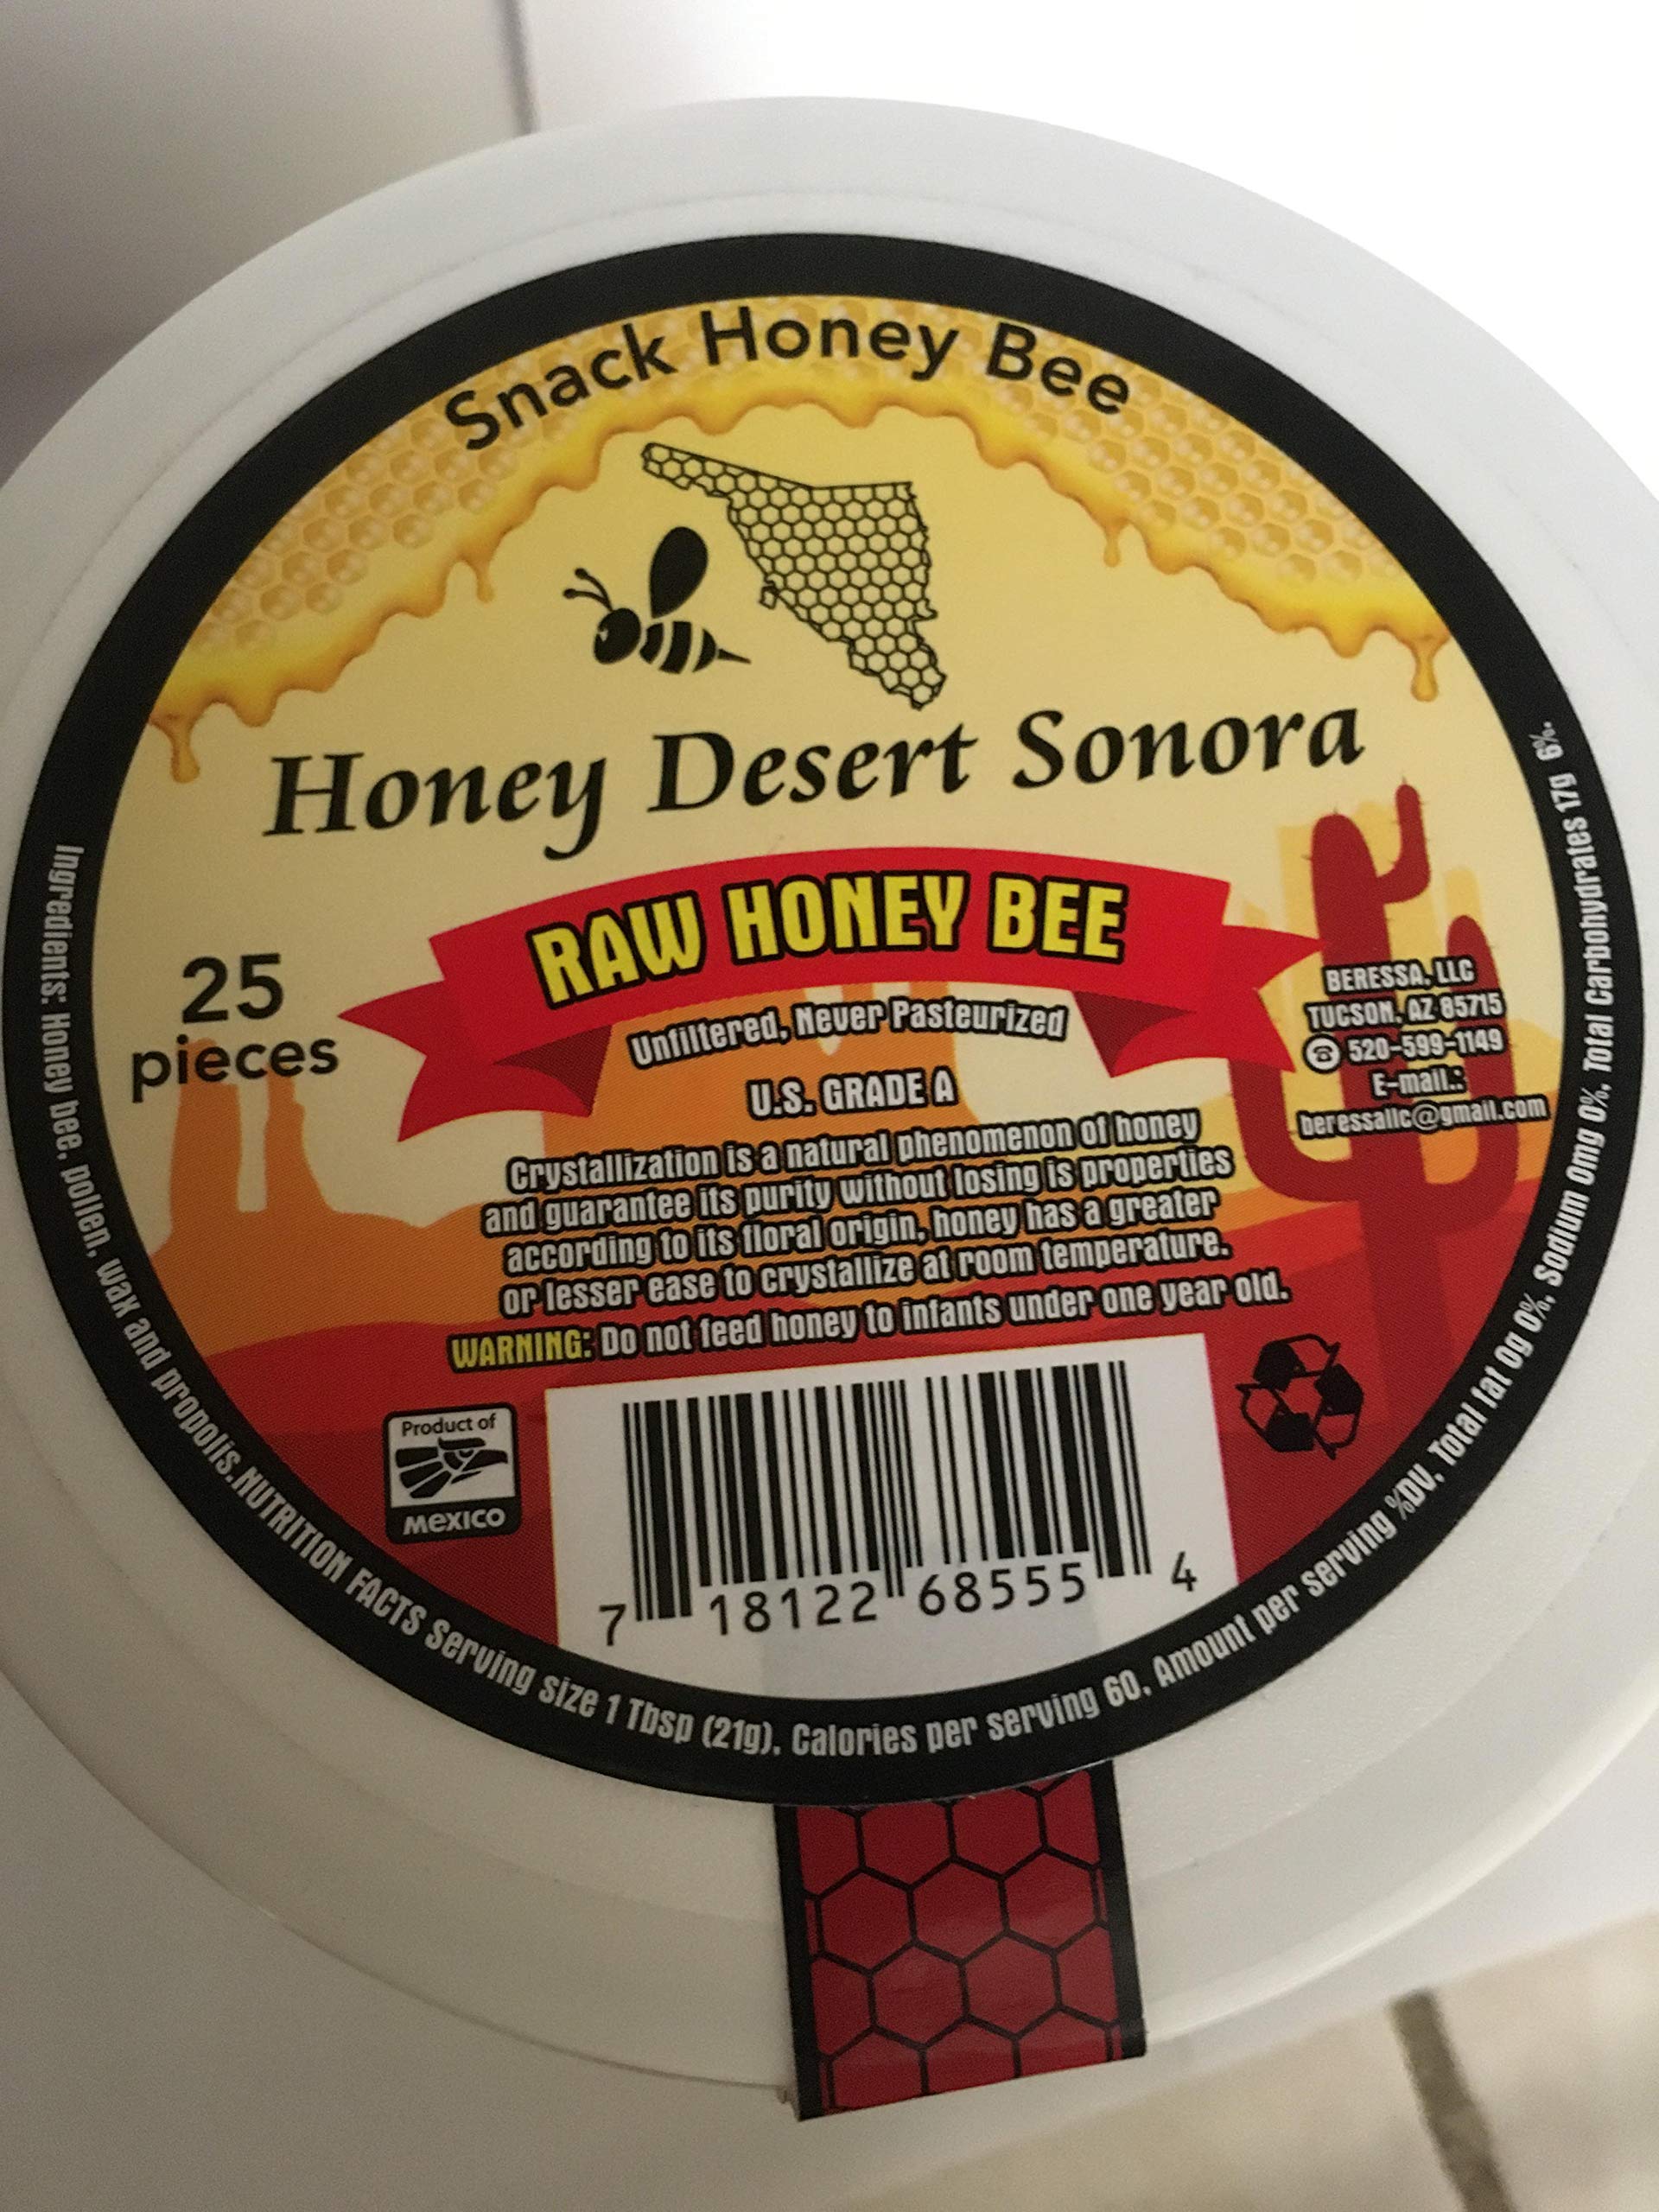 Snack Honey Bee
Honey Desert Sonora
RAW HONEY BEE
Unfiltered, Never Pasteurized
U.S. GRADE A
25
pieces
BERESSA, LLC
TUCSON, AZ 85715
520-599-1149
E-mail.:
beressallc@gmail.com
Crystallization is a natural phenomenon of honey
and guarantee its purity without losing is properties
according to its floral origin, honey has a greater
or lesser ease to crystallize at room temperature.
WARNING: Do not feed honey to infants under one year old.
Product of
MEXICO
7 18122 68555 4
Ingredients: Honey bee, pollen, wax and propolis. NUTRITION FACTS Serving size 1 Tbsp (21g), Calories per serving 60, Amount per serving %DV, Total fat 0g 0%, Sodium 0mg 0%, Total Carbohydrates 17g 6%.